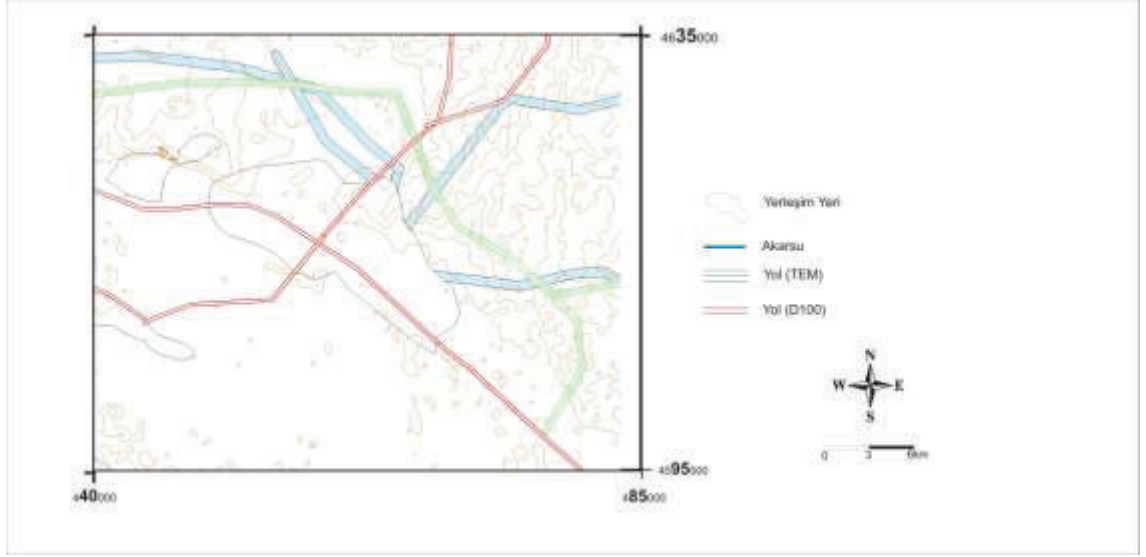 4635000
Yerleşim Yeri
Akarsu
Yol (TEM)
Yol (D100)
N
W E
S
0 3 6km
4595000
440000 485000